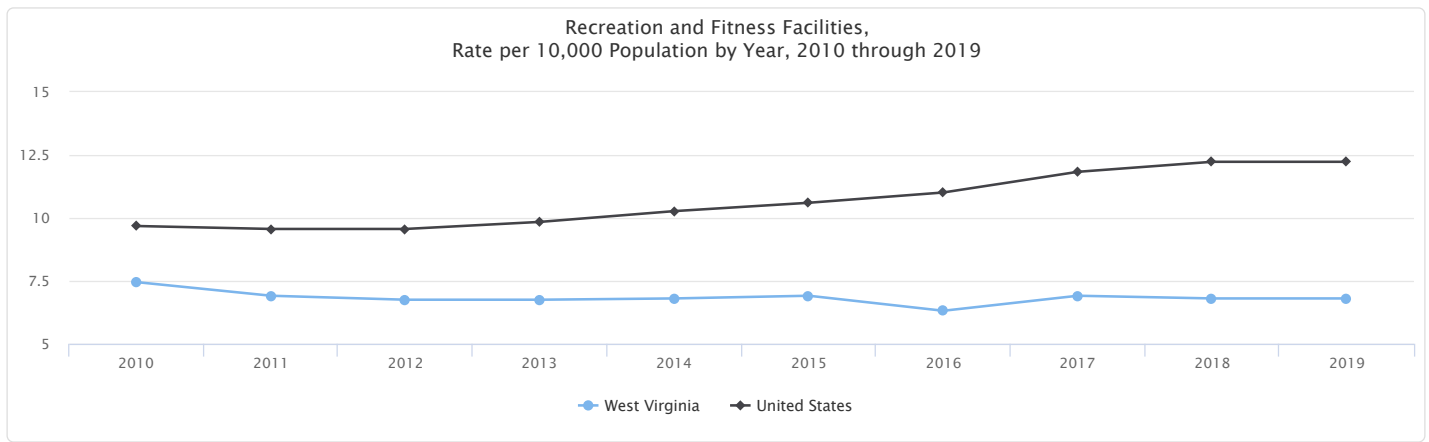 Recreation and Fitness Facilities,
Rate per 10,000 Population by Year, 2010 through 2019
15
12.5
10
7.5
5
2010 2011 2012 2013 2014 2015 2016 2017 2018 2019
West Virginia United States